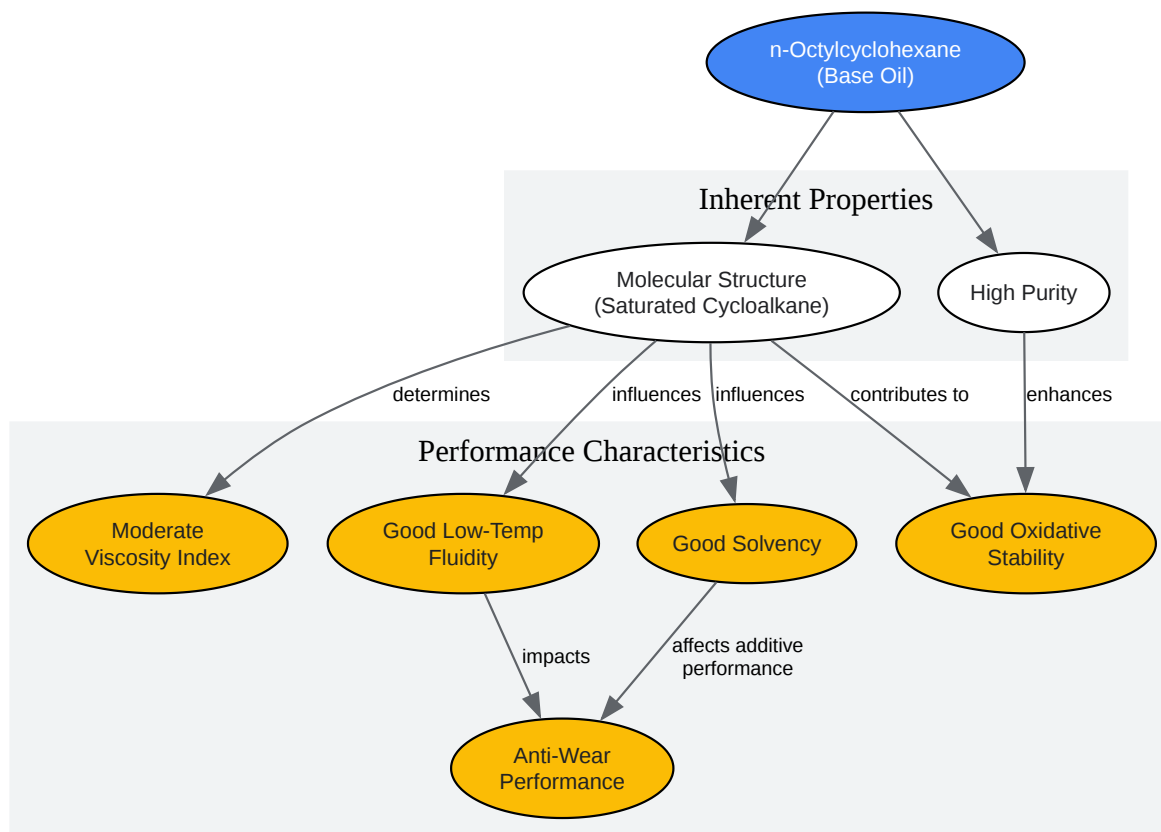 n-Octylcyclohexane
(Base Oil)
Inherent Properties
Molecular Structure
(Saturated Cycloalkane)
High Purity
determines
influences
influences
contributes to
enhances
Performance Characteristics
Moderate
Viscosity Index
Good Low-Temp
Fluidity
Good Solvency
Good Oxidative
Stability
impacts
affects additive
performance
Anti-Wear
Performance